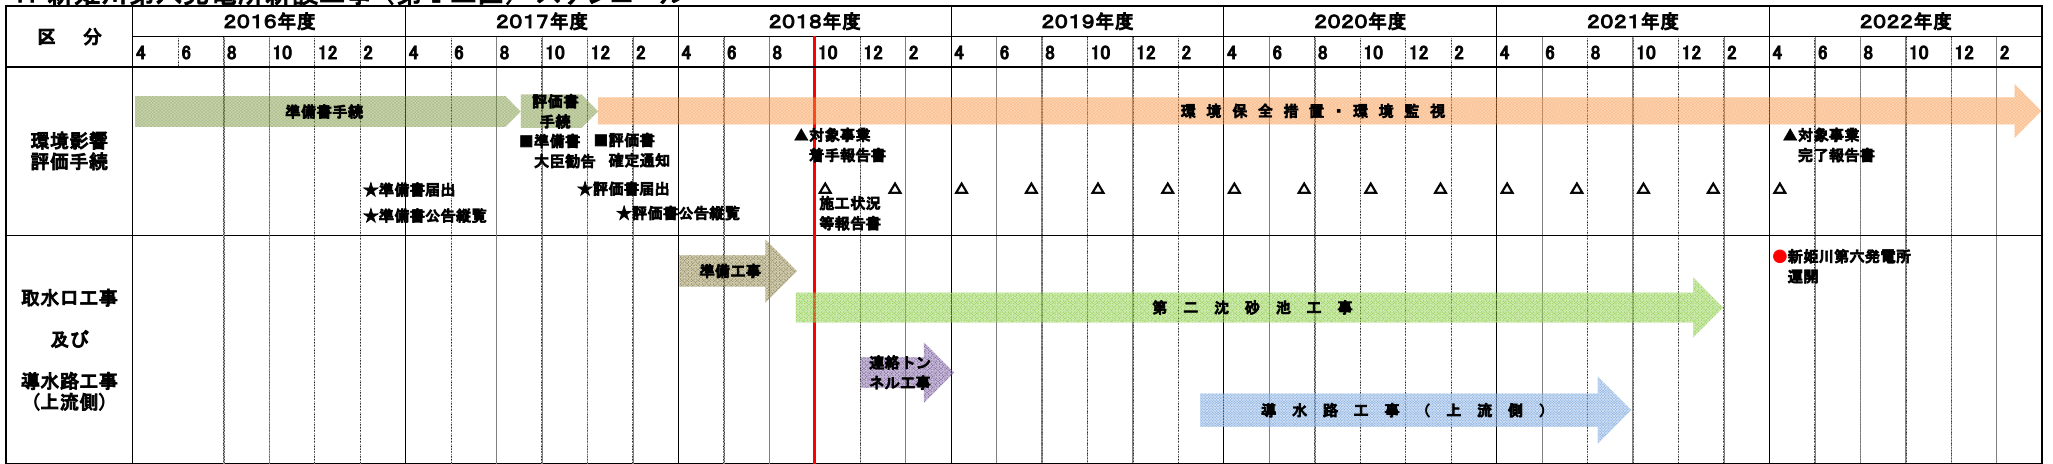 区 分 2016年度 2017年度 2018年度 2019年度 2020年度 2021年度 2022年度
4 6 8 10 12 2 4 6 8 10 12 2 4 6 8 10 12 2 4 6 8 10 12 2 4 6 8 10 12 2 4 6 8 10 12 2 4 6 8 10 12 2
環境影響
評価手続
準備書手続
評価書
手続
環境保全措置・環境監視
■準備書
大臣勧告
■評価書
確定通知
▲対象事業
着手報告書
▲対象事業
完了報告書
★準備書届出
★評価書届出
△ △ △ △ △ △ △ △ △ △ △ △ △ △ △
★準備書公告縦覧
★評価書公告縦覧
施工状況
等報告書
取水口工事
及び
導水路工事
(上流側)
準備工事
●新姫川第六発電所
運開
第二沈砂池工事
連絡トン
ネル工事
導水路工事(上流側)